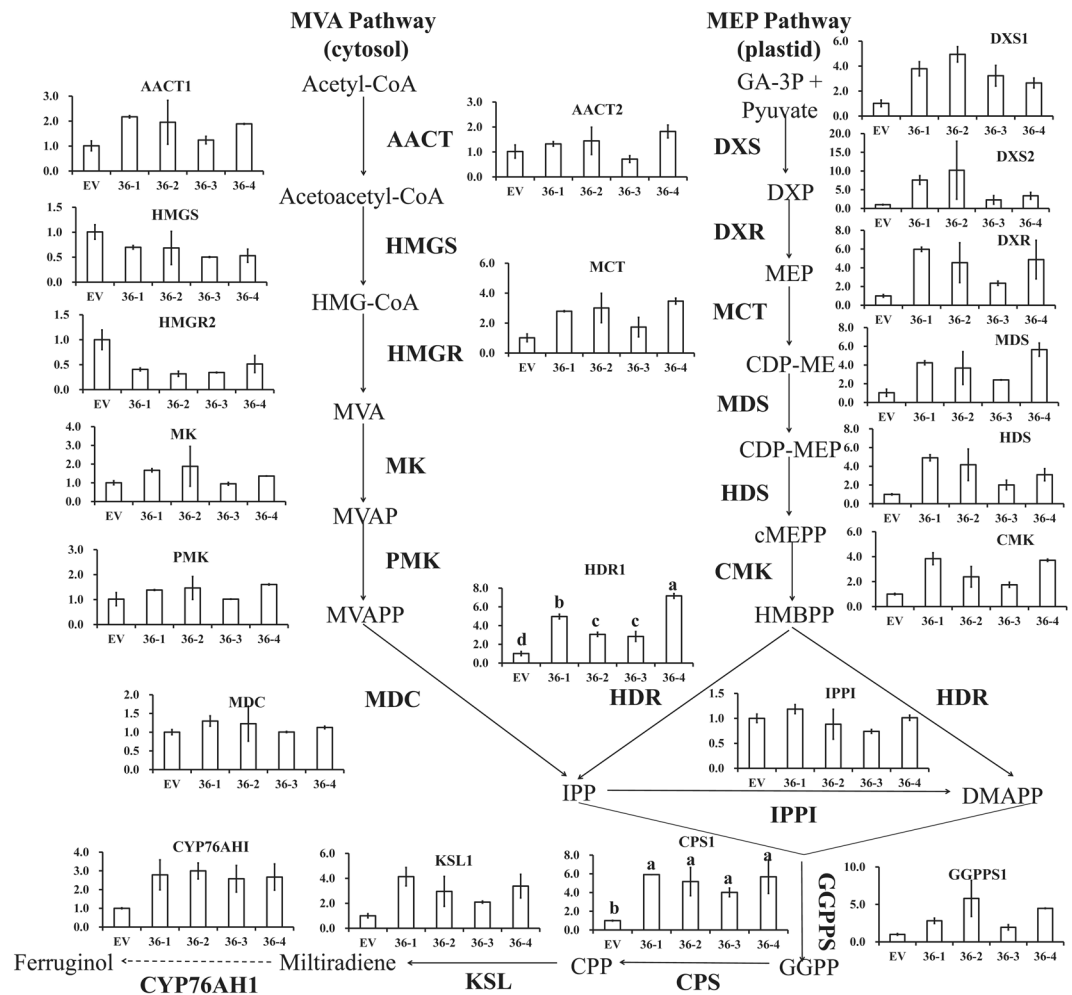 MVA Pathway
(cytosol)
MEP Pathway
(plastid)
Acetyl-CoA
AACT
Acetoacetyl-CoA
HMGS
HMG-CoA
HMGR
MVA
MK
MVAP
PMK
MVAPP
MDC
GA-3P +
Pyuvate
DXS
DXP
DXR
MEP
MCT
CDP-ME
MDS
CDP-MEP
HDS
cMEPP
CMK
HMBPP
HDR
HDR
IPP
IPPI
DMAPP
GGPPS
GGPP
CPS
CPP
KSL
Miltiradiene
CYP76AH1
Ferruginol
AACT1
3.0
2.0
1.0
0.0
EV 36-1 36-2 36-3 36-4
HMGS
1.5
1.0
0.5
0.0
EV 36-1 36-2 36-3 36-4
HMGR2
1.5
1.0
0.5
0.0
EV 36-1 36-2 36-3 36-4
MK
4.0
3.0
2.0
1.0
0.0
EV 36-1 36-2 36-3 36-4
PMK
3.0
2.0
1.0
0.0
EV 36-1 36-2 36-3 36-4
MDC
2.0
1.5
1.0
0.5
0.0
EV 36-1 36-2 36-3 36-4
AACT2
3.0
2.0
1.0
0.0
EV 36-1 36-2 36-3 36-4
MCT
6.0
4.0
2.0
0.0
EV 36-1 36-2 36-3 36-4
HDR1
8.0
6.0
4.0
2.0
0.0
d b c c a
EV 36-1 36-2 36-3 36-4
DXS1
6.0
4.0
2.0
0.0
EV 36-1 36-2 36-3 36-4
DXS2
20.0
15.0
10.0
5.0
0.0
EV 36-1 36-2 36-3 36-4
DXR
8.0
6.0
4.0
2.0
0.0
EV 36-1 36-2 36-3 36-4
MDS
8.0
6.0
4.0
2.0
0.0
EV 36-1 36-2 36-3 36-4
HDS
8.0
6.0
4.0
2.0
0.0
EV 36-1 36-2 36-3 36-4
CMK
6.0
4.0
2.0
0.0
EV 36-1 36-2 36-3 36-4
IPPI
1.5
1.0
0.5
0.0
EV 36-1 36-2 36-3 36-4
CYP76AHI
4.0
3.0
2.0
1.0
0.0
EV 36-1 36-2 36-3 36-4
KSL1
6.0
4.0
2.0
0.0
EV 36-1 36-2 36-3 36-4
CPS1
8.0
6.0
4.0
2.0
0.0
b a a a a
EV 36-1 36-2 36-3 36-4
GGPPS1
10.0
5.0
0.0
EV 36-1 36-2 36-3 36-4